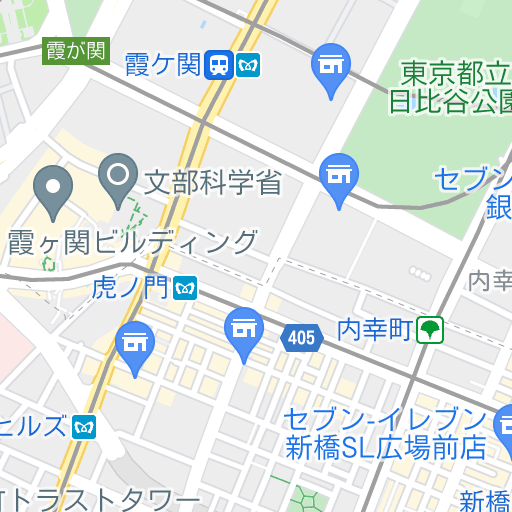 霞が関
霞ケ関
東京都立
日比谷公園
文部科学省
セブン
銀
霞ヶ関ビルディング
虎ノ門
内幸
内幸町
405
セブン-イレブン
新橋SL広場前店
ヒルズ
町トラストタワー
新橋